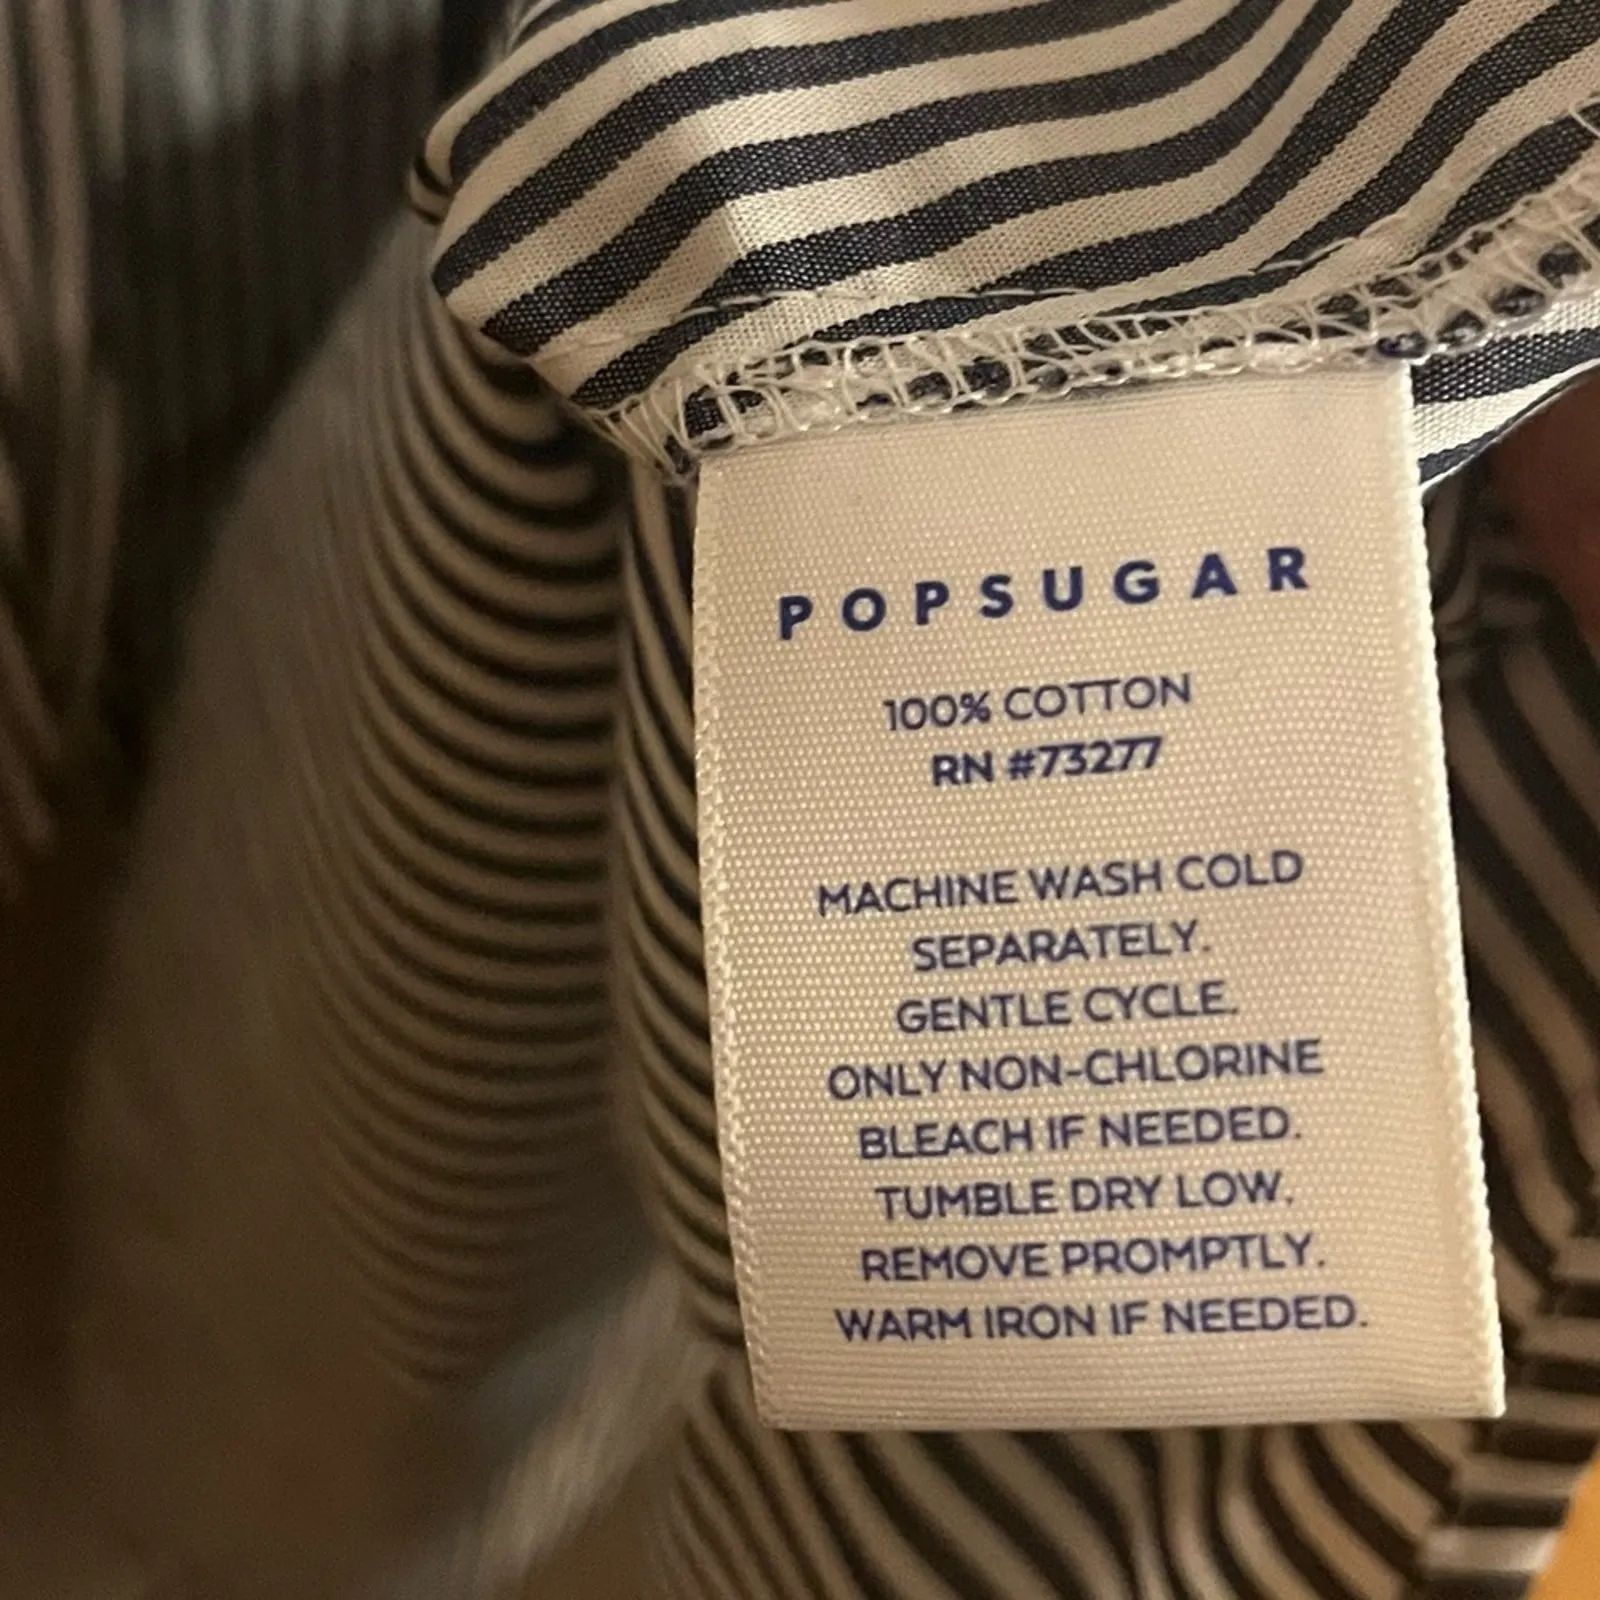 POPSUGAR
100% COTTON
RN #73277
MACHINE WASH COLD
SEPARATELY.
GENTLE CYCLE.
ONLY NON-CHLORINE
BLEACH IF NEEDED.
TUMBLE DRY LOW.
REMOVE PROMPTLY.
WARM IRON IF NEEDED.